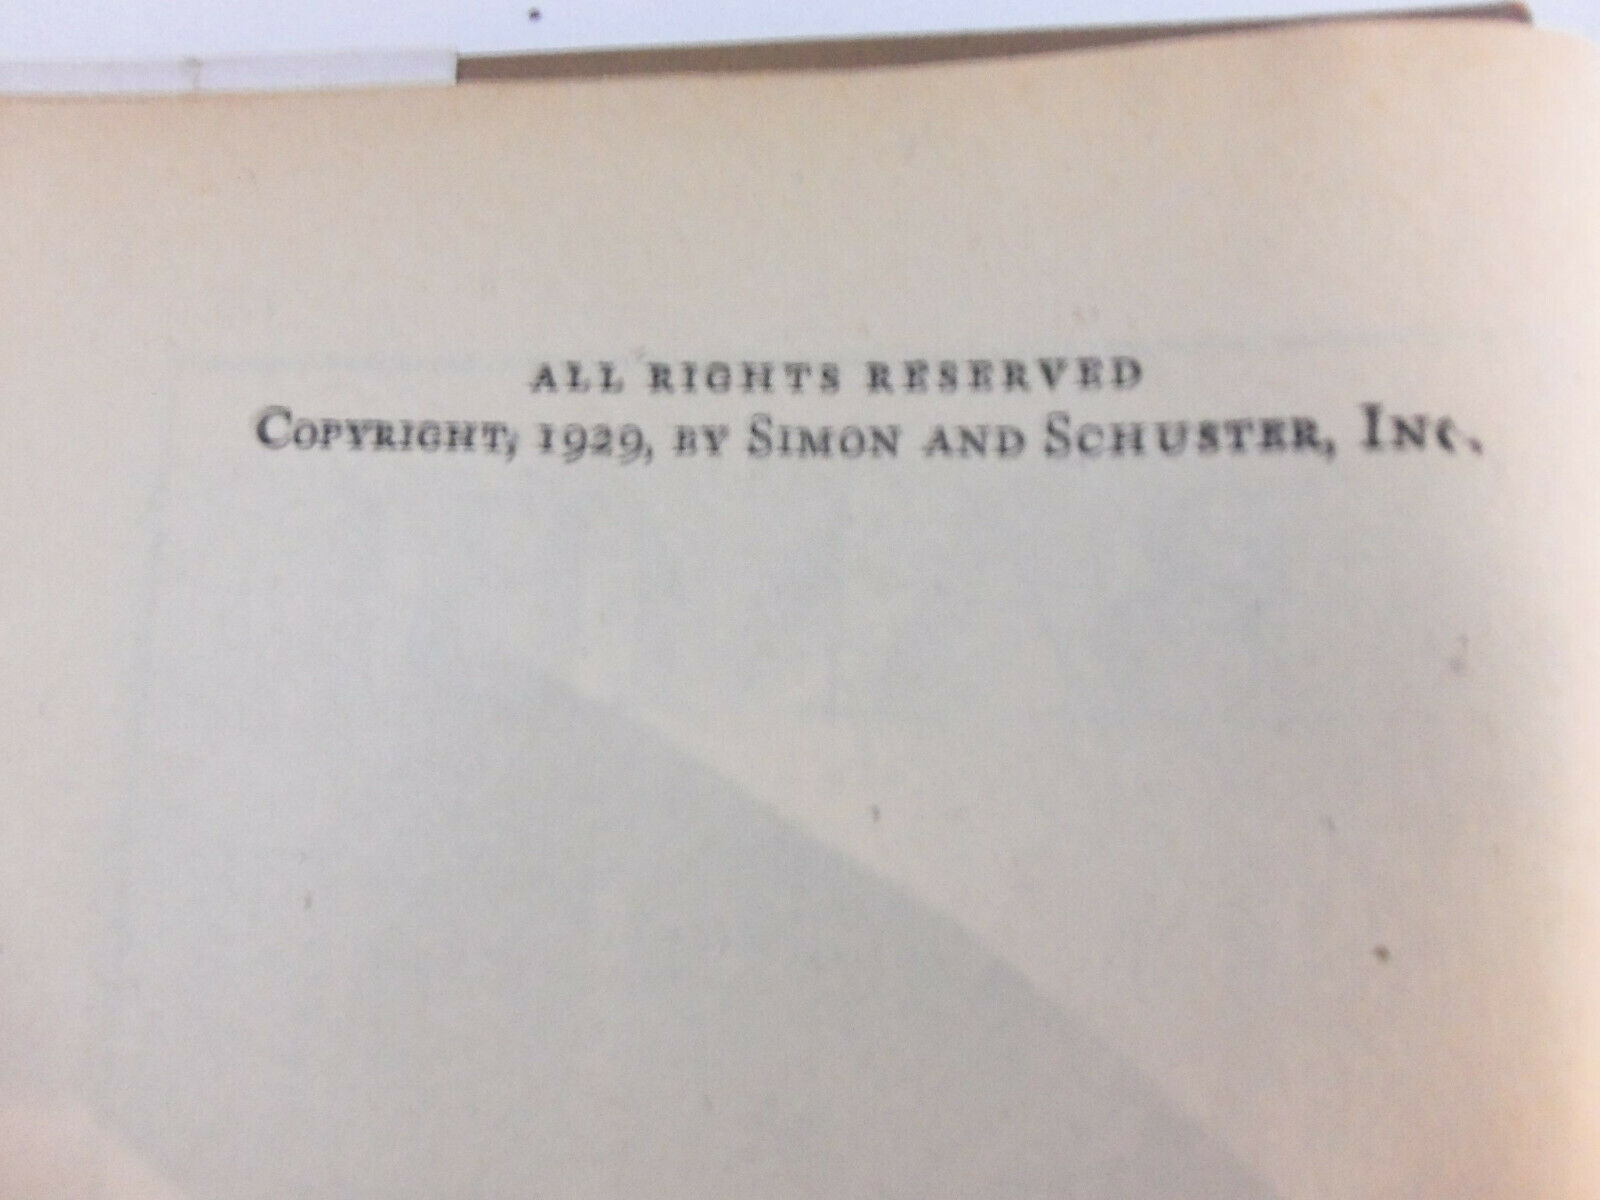 ALL RIGHTS RESERVED
COPYRIGHT, 1929, BY SIMON AND SCHUSTER, INC.